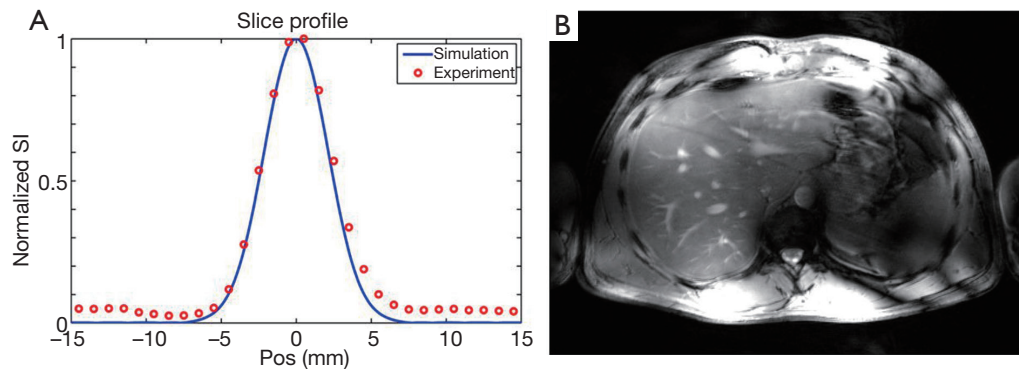 A
Slice profile
1
0.5
0
Normalized SI
Simulation
Experiment
−15
−10
−5
0
5
10
15
Pos (mm)
B